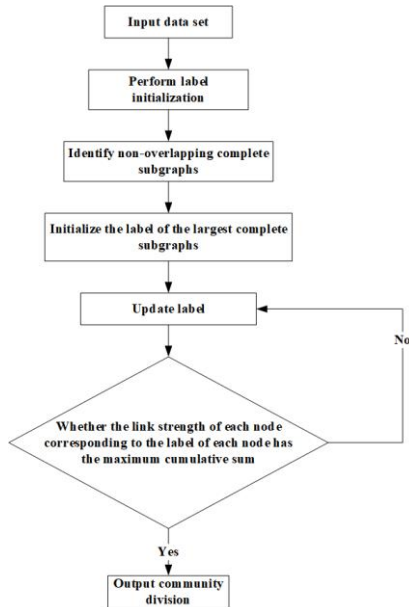 Input data set
Perform label
initialization
Identify non-overlapping complete
subgraphs
Initialize the label of the largest complete
subgraphs
Update label
No
Whether the link strength of each node
corresponding to the label of each node has
the maximum cumulative sum
Yes
Output community
division